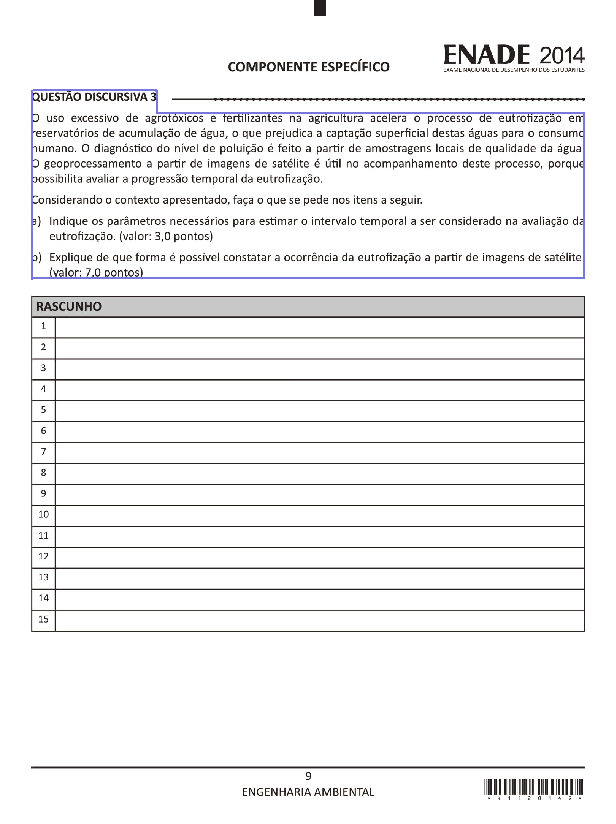 ENADE 2014
EXAME NACIONAL DE DESEMPENHO DOS ESTUDANTES
COMPONENTE ESPECÍFICO
QUESTÃO DISCURSIVA 3
O uso excessivo de agrotóxicos e fertilizantes na agricultura acelera o processo de eutrofização em
reservatórios de acumulação de água, o que prejudica a captação superficial destas águas para o consumo
humano. O diagnóstico do nível de poluição é feito a partir de amostragens locais de qualidade da água.
O geoprocessamento a partir de imagens de satélite é útil no acompanhamento deste processo, porque
possibilita avaliar a progressão temporal da eutrofização.
Considerando o contexto apresentado, faça o que se pede nos itens a seguir.
a) Indique os parâmetros necessários para estimar o intervalo temporal a ser considerado na avaliação da
eutrofização. (valor: 3,0 pontos)
b) Explique de que forma é possível constatar a ocorrência da eutrofização a partir de imagens de satélite.
(valor: 7,0 pontos)
RASCUNHO
1
2
3
4
5
6
7
8
9
10
11
12
13
14
15
9
ENGENHARIA AMBIENTAL